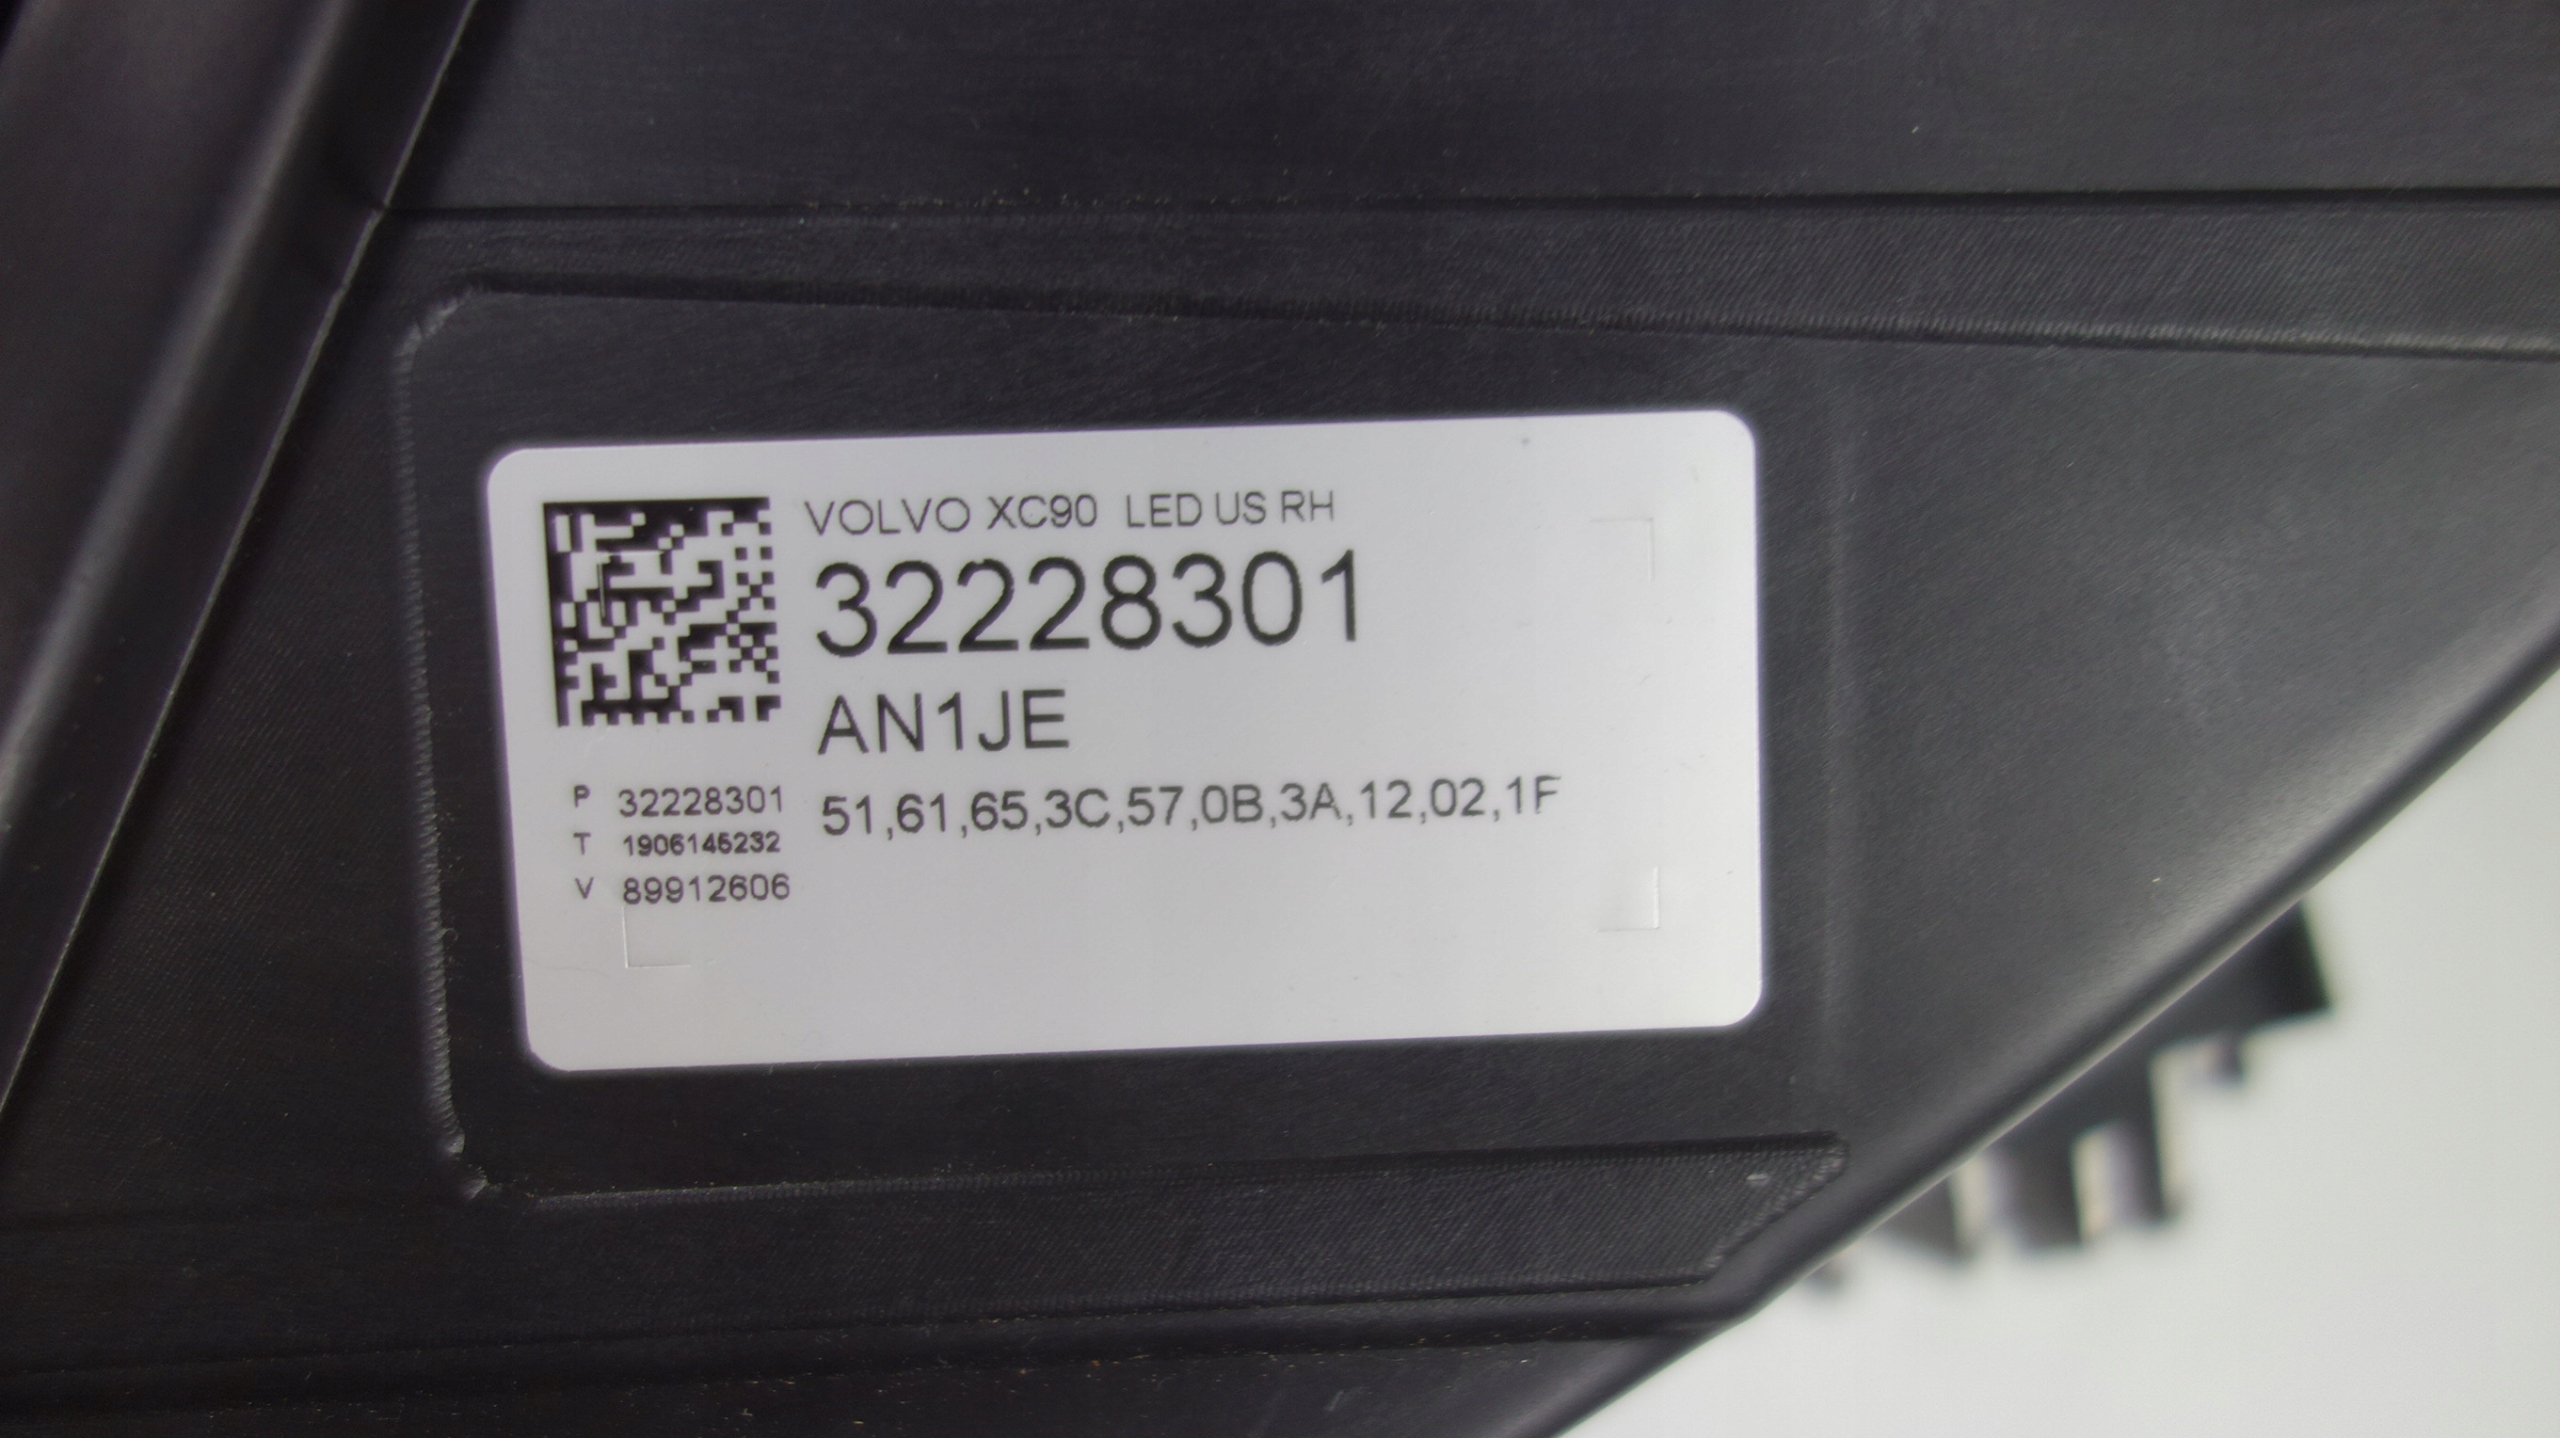 VOLVO XC90 LED US RH
32228301
AN1JE
51,61,65,3C,57,0B,3A,12,02,1F
P 32228301
T 1906145232
V 89912606